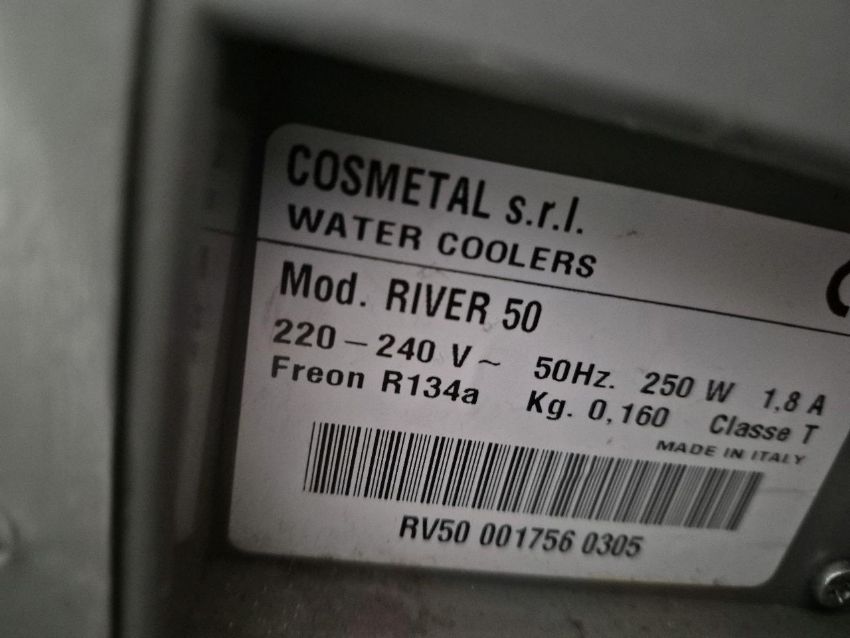 COSMETAL s.r.l.
WATER COOLERS
Mod. RIVER 50
220 – 240 V ~ 50Hz. 250 W 1,8 A
Freon R134a Kg. 0,160 Classe T
MADE IN ITALY
RV50 001756 0305